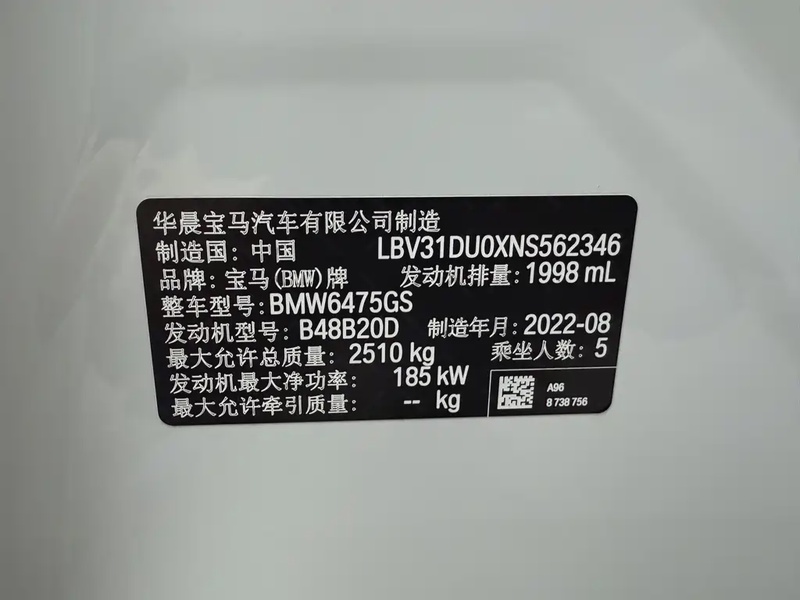 华晨宝马汽车有限公司制造
制造国: 中国 LBV31DU0XNS562346
品牌: 宝马(BMW)牌 发动机排量: 1998 mL
整车型号: BMW6475GS
发动机型号: B48B20D 制造年月: 2022-08
最大允许总质量: 2510 kg 乘坐人数: 5
发动机最大净功率: 185 kW
最大允许牵引质量: -- kg
A96
8 738 756